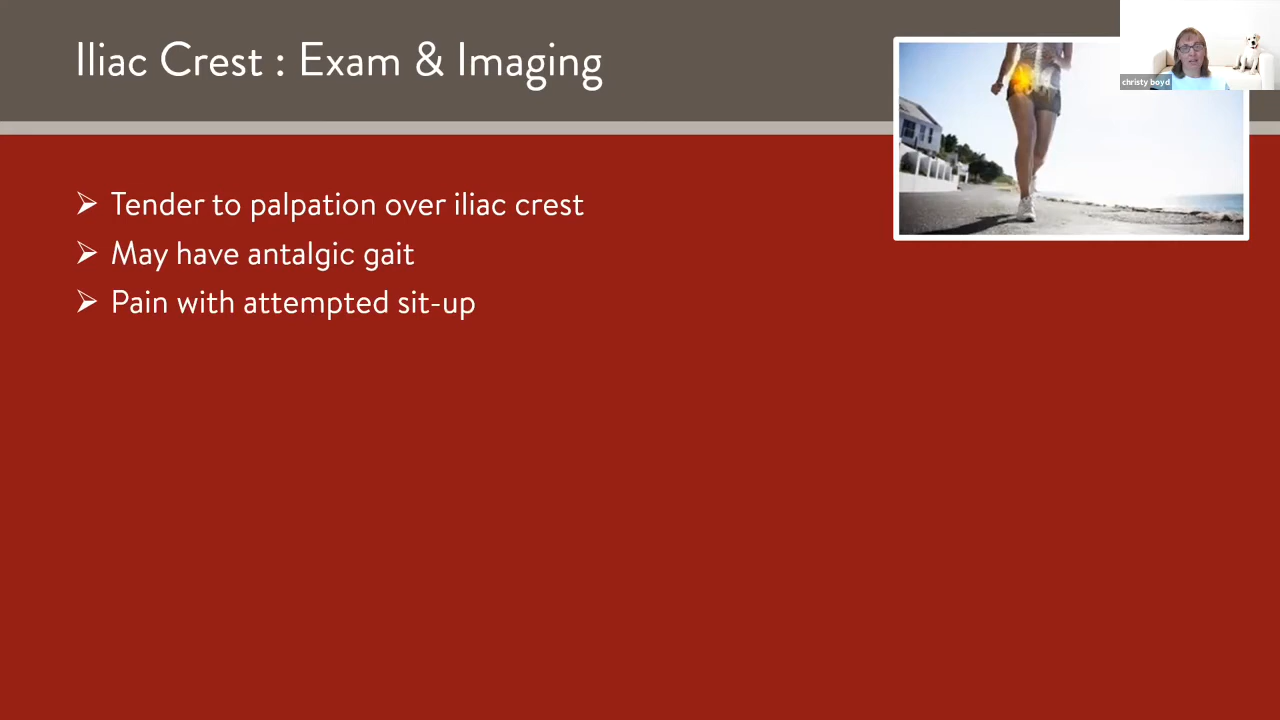 Iliac Crest : Exam & Imaging
christy boyd
Tender to palpation over iliac crest
May have antalgic gait
Pain with attempted sit-up